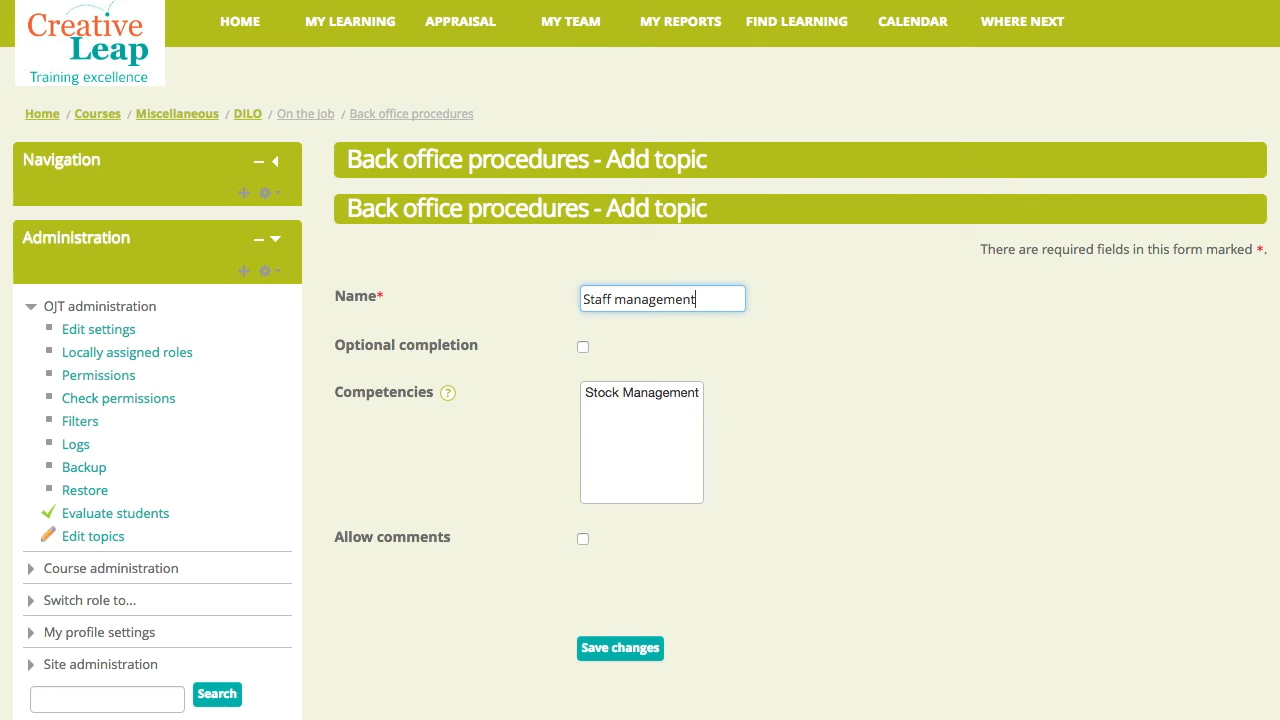 Creative
Leap
Training excellence
HOME MY LEARNING APPRAISAL MY TEAM MY REPORTS FIND LEARNING CALENDAR WHERE NEXT
Home / Courses / Miscellaneous / DILO / On the Job / Back office procedures
Navigation
Administration
OJT administration
Edit settings
Locally assigned roles
Permissions
Check permissions
Filters
Logs
Backup
Restore
Evaluate students
Edit topics
Course administration
Switch role to...
My profile settings
Site administration
Search
Back office procedures - Add topic
Back office procedures - Add topic
There are required fields in this form marked *.
Name* Staff management
Optional completion
Competencies ? Stock Management
Allow comments
Save changes